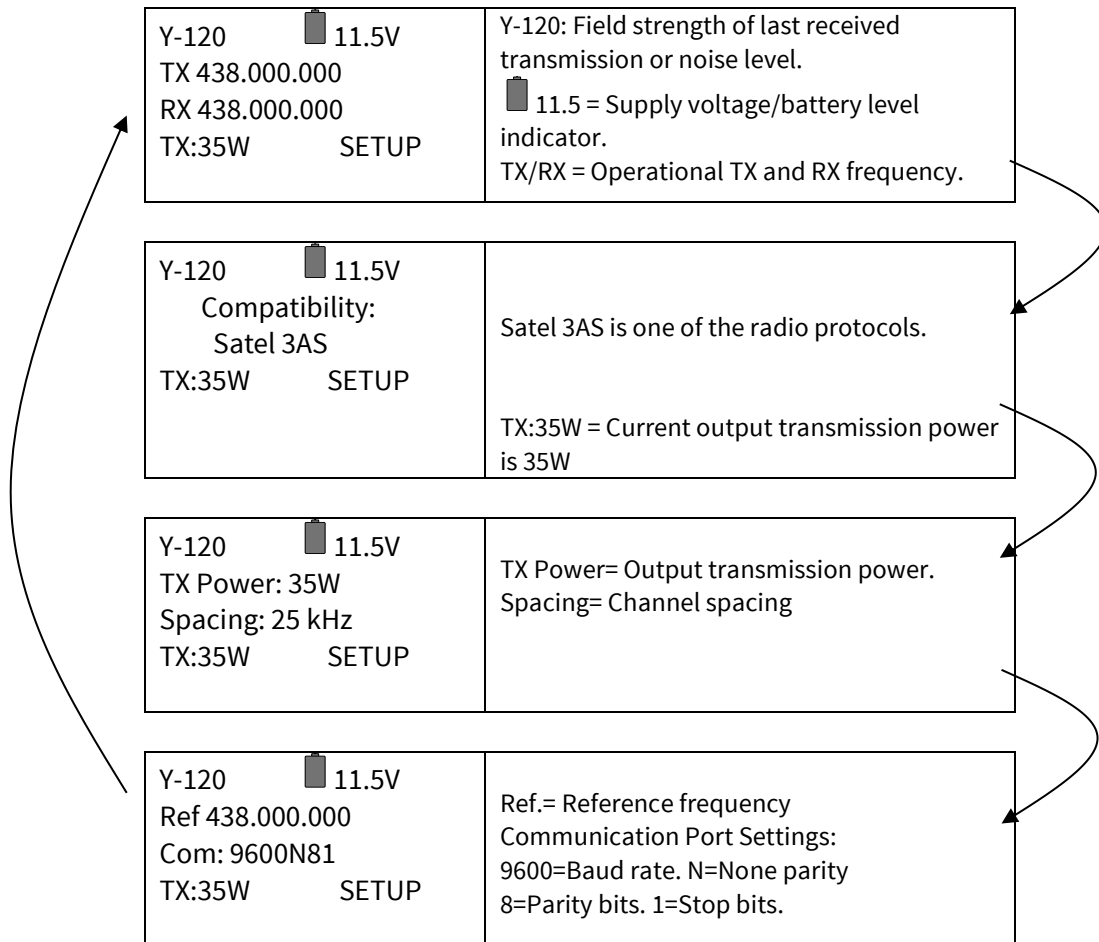 Y-120 11.5V
TX 438.000.000
RX 438.000.000
TX:35W SETUP
Y-120: Field strength of last received
transmission or noise level.
11.5 = Supply voltage/battery level
indicator.
TX/RX = Operational TX and RX frequency.
Y-120 11.5V
Compatibility:
Satel 3AS
TX:35W SETUP
Satel 3AS is one of the radio protocols.
TX:35W = Current output transmission power
is 35W
Y-120 11.5V
TX Power: 35W
Spacing: 25 kHz
TX:35W SETUP
TX Power= Output transmission power.
Spacing= Channel spacing
Y-120 11.5V
Ref 438.000.000
Com: 9600N81
TX:35W SETUP
Ref.= Reference frequency
Communication Port Settings:
9600=Baud rate. N=None parity
8=Parity bits. 1=Stop bits.